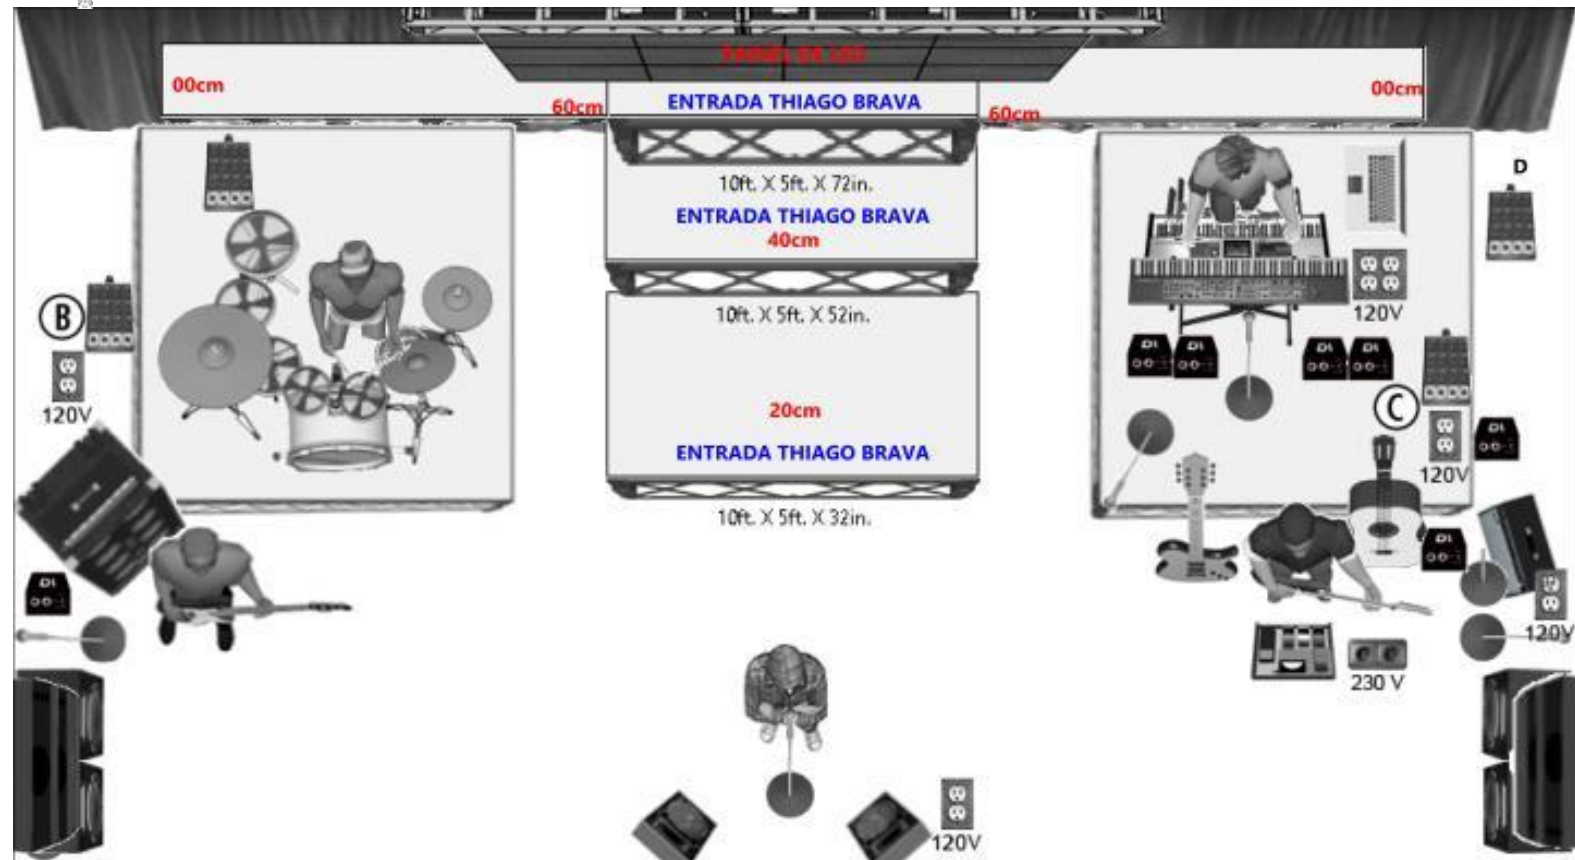 PAINEL DE LED
00cm
00cm
60cm
ENTRADA THIAGO BRAVA
60cm
10ft. X 5ft. X 72in.
D
ENTRADA THIAGO BRAVA
40cm
10ft. X 5ft. X 52in.
120V
B
120V
DI
DI
DI
DI
C
20cm
ENTRADA THIAGO BRAVA
DI
120V
10ft. X 5ft. X 32in.
DI
DI
120V
230 V
120V